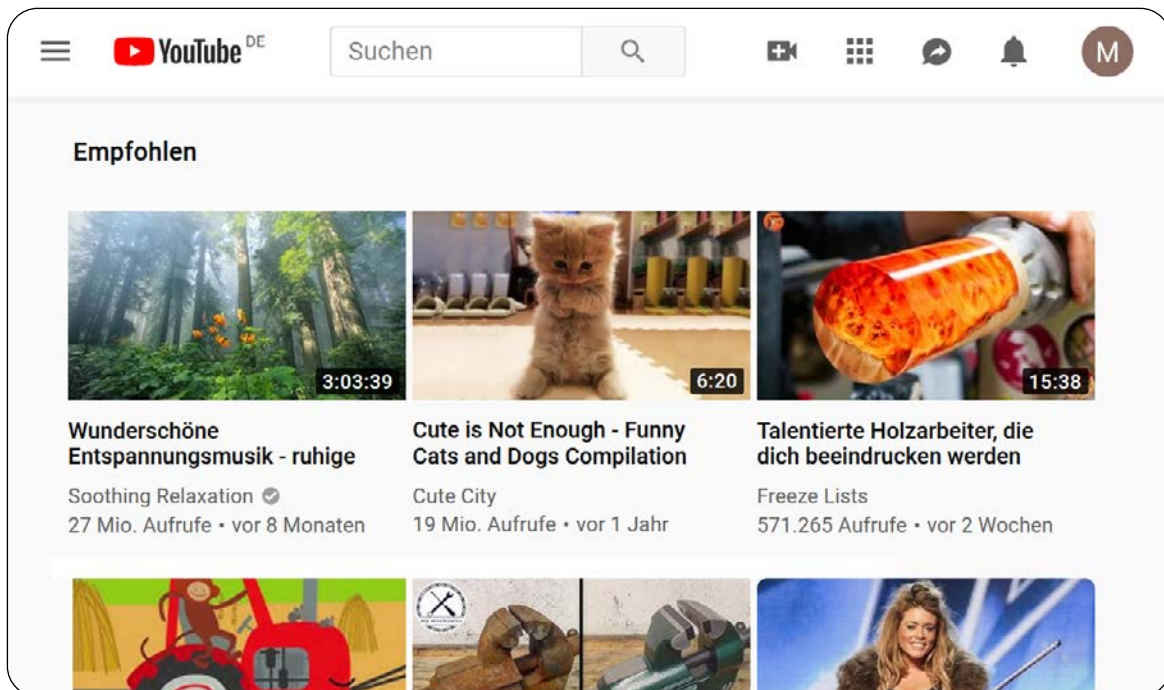 YouTube DE
Suchen
M
Empfohlen
3:03:39
6:20
15:38
Wunderschöne
Entspannungsmusik - ruhige
Soothing Relaxation
27 Mio. Aufrufe • vor 8 Monaten
Cute is Not Enough - Funny
Cats and Dogs Compilation
Cute City
19 Mio. Aufrufe • vor 1 Jahr
Talentierte Holzarbeiter, die
dich beeindrucken werden
Freeze Lists
571.265 Aufrufe • vor 2 Wochen